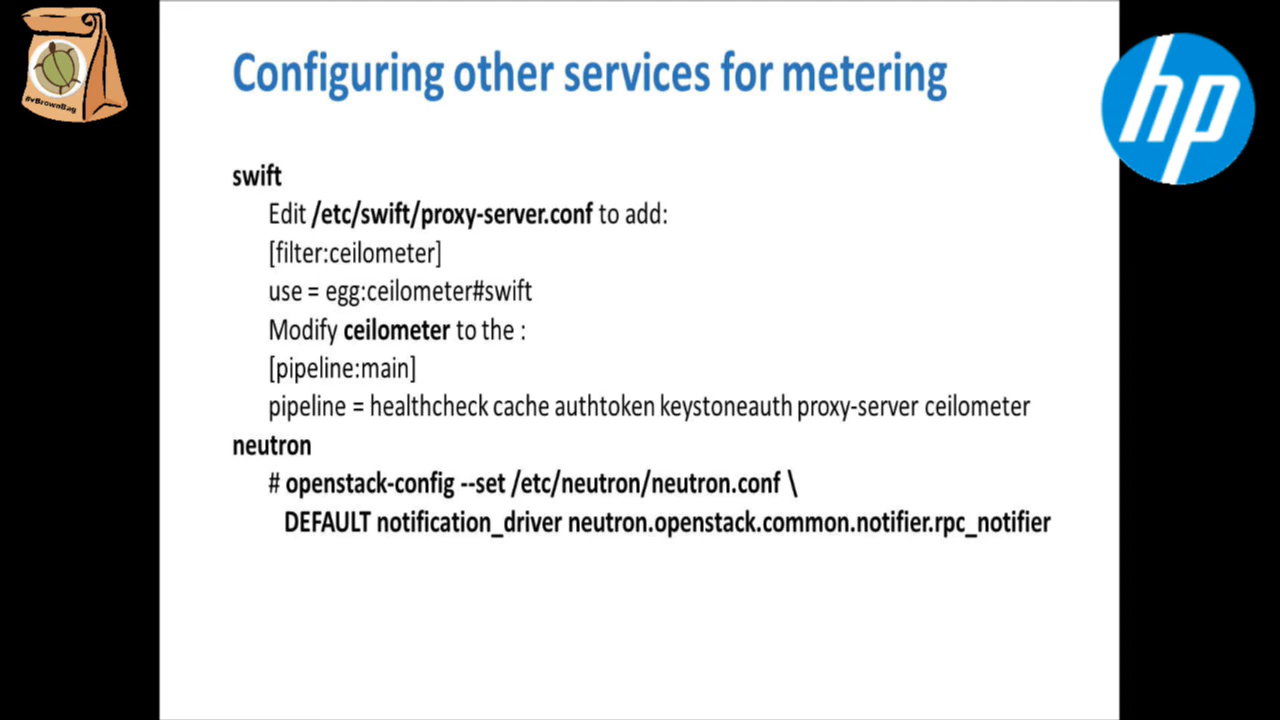 Configuring other services for metering
#vBrownBag
hp
swift
Edit /etc/swift/proxy-server.conf to add:
[filter:ceilometer]
use = egg:ceilometer#swift
Modify ceilometer to the :
[pipeline:main]
pipeline = healthcheck cache authtoken keystoneauth proxy-server ceilometer
neutron
# openstack-config --set /etc/neutron/neutron.conf \
DEFAULT notification_driver neutron.openstack.common.notifier.rpc_notifier